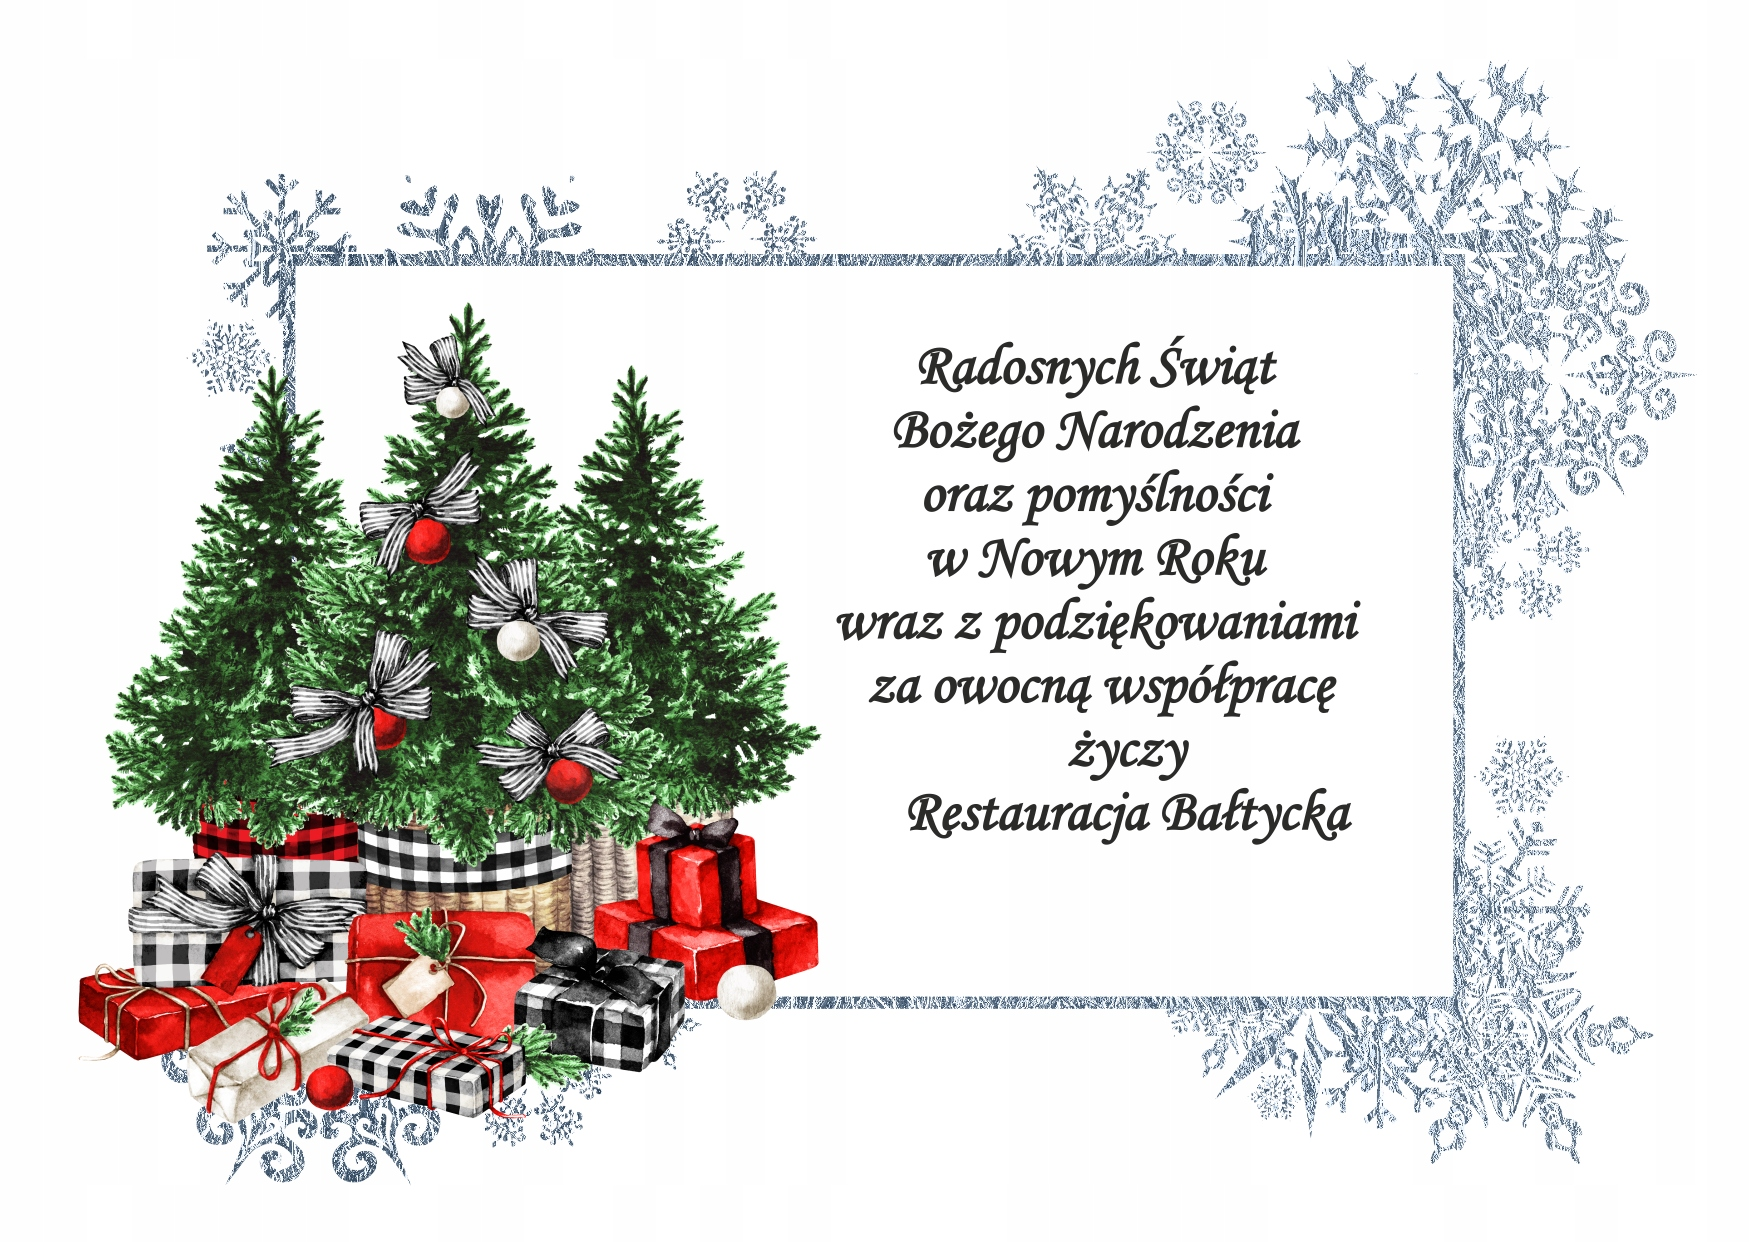 Radosnych Świąt
Bożego Narodzenia
oraz pomyślności
w Nowym Roku
wraz z podziękowaniami
za owocną współpracę
życzy
Restauracja Bałtycka